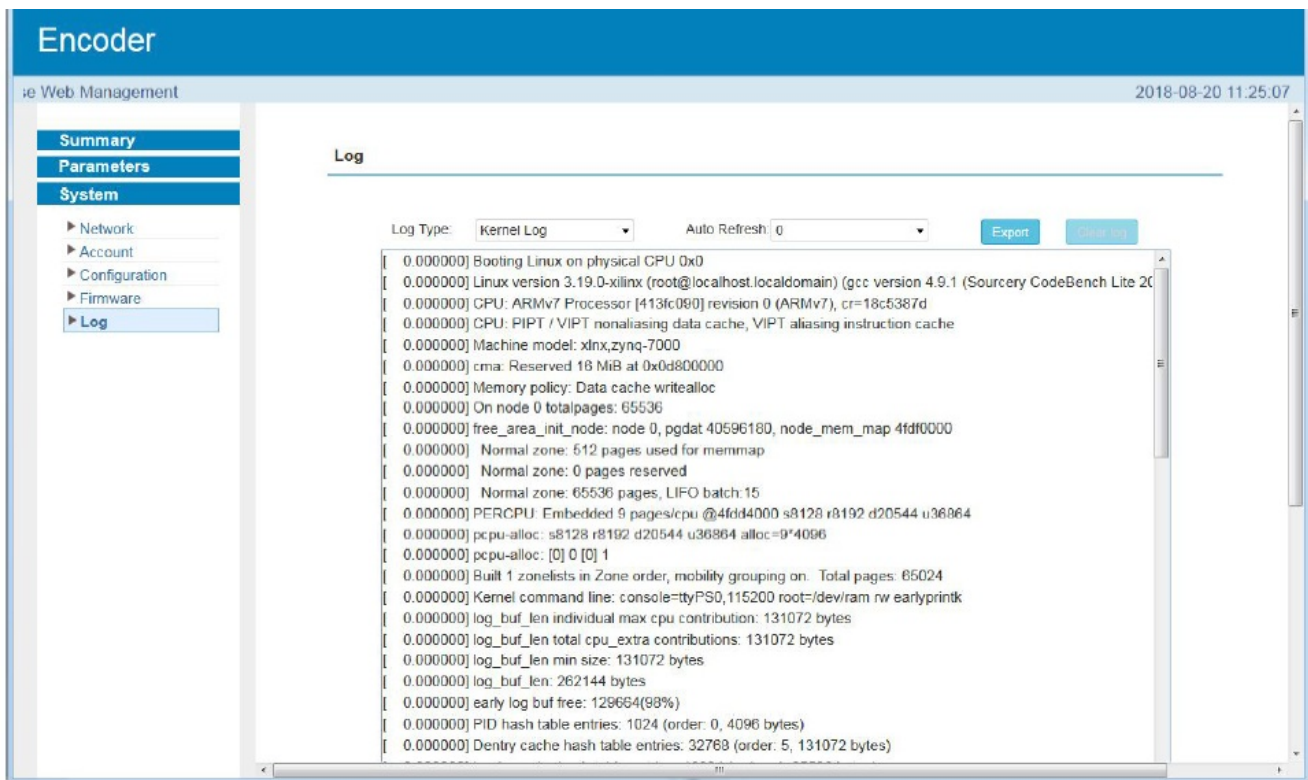 Encoder
se Web Management 2018-08-20 11:25:07
Summary
Parameters
System
Network
Account
Configuration
Firmware
Log
Log
Log Type: Kernel Log Auto Refresh: 0 Export Clear log
[ 0.000000] Booting Linux on physical CPU 0x0
[ 0.000000] Linux version 3.19.0-xilinx (root@localhost.localdomain) (gcc version 4.9.1 (Sourcery CodeBench Lite 20
[ 0.000000] CPU: ARMv7 Processor [413fc090] revision 0 (ARMv7), cr=18c5387d
[ 0.000000] CPU: PIPT / VIPT nonaliasing data cache, VIPT aliasing instruction cache
[ 0.000000] Machine model: xlnx,zynq-7000
[ 0.000000] cma: Reserved 16 MiB at 0x0d800000
[ 0.000000] Memory policy: Data cache writealloc
[ 0.000000] On node 0 totalpages: 65536
[ 0.000000] free_area_init_node: node 0, pgdat 40596180, node_mem_map 4fdf0000
[ 0.000000] Normal zone: 512 pages used for memmap
[ 0.000000] Normal zone: 0 pages reserved
[ 0.000000] Normal zone: 65536 pages, LIFO batch:15
[ 0.000000] PERCPU: Embedded 9 pages/cpu @4fdd4000 s8128 r8192 d20544 u36864
[ 0.000000] pcpu-alloc: s8128 r8192 d20544 u36864 alloc=9*4096
[ 0.000000] pcpu-alloc: [0] 0 [0] 1
[ 0.000000] Built 1 zonelists in Zone order, mobility grouping on. Total pages: 65024
[ 0.000000] Kernel command line: console=ttyPS0,115200 root=/dev/ram rw earlyprintk
[ 0.000000] log_buf_len individual max cpu contribution: 131072 bytes
[ 0.000000] log_buf_len total cpu_extra contributions: 131072 bytes
[ 0.000000] log_buf_len min size: 131072 bytes
[ 0.000000] log_buf_len: 262144 bytes
[ 0.000000] early log buf free: 129664(98%)
[ 0.000000] PID hash table entries: 1024 (order: 0, 4096 bytes)
[ 0.000000] Dentry cache hash table entries: 32768 (order: 5, 131072 bytes)